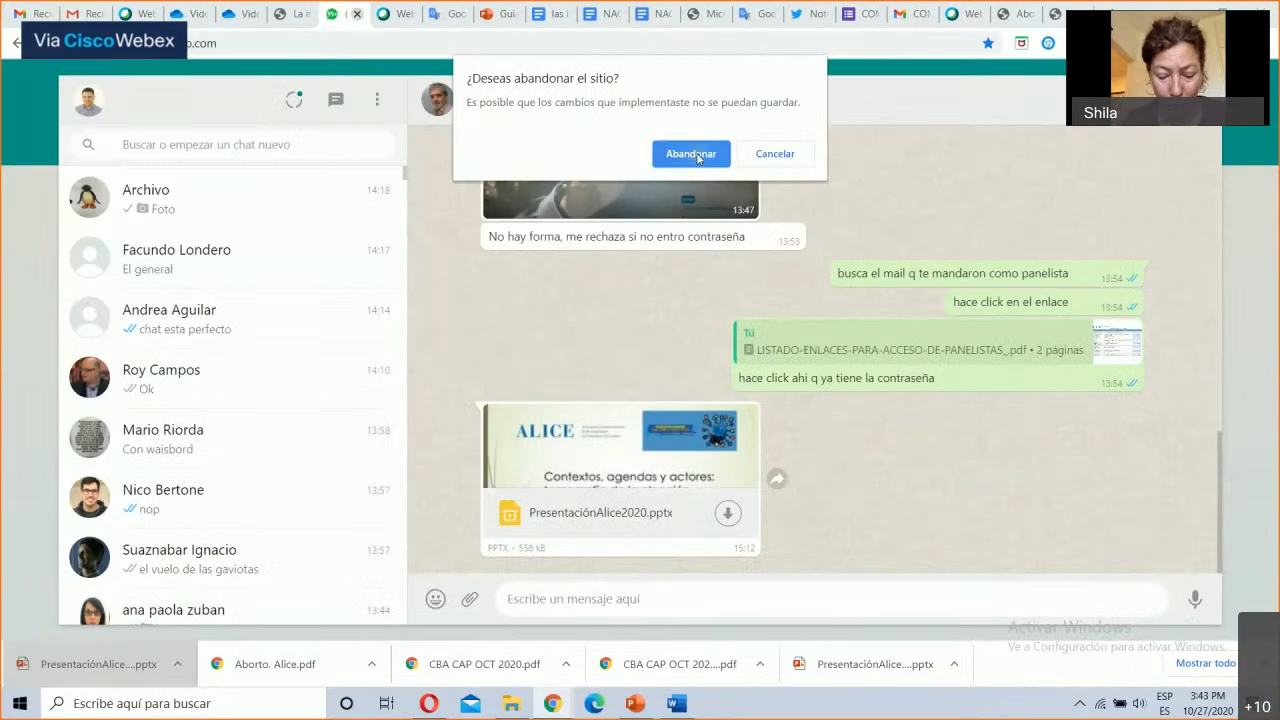 Via CiscoWebex
.com
¿Deseas abandonar el sitio?
Es posible que los cambios que implementaste no se puedan guardar.
Abandonar
Cancelar
Shila
Buscar o empezar un chat nuevo
Archivo
14:18
Foto
Facundo Londero
14:17
El general
Andrea Aguilar
14:14
chat esta perfecto
Roy Campos
14:10
Ok
Mario Riorda
13:58
Con waisbord
Nico Bertone
13:57
nop
Suaznabar Ignacio
13:57
el vuelo de las gaviotas
ana paola zuban
13:44
13:47
No hay forma, me rechaza si no entro contraseña
13:53
busca el mail q te mandaron como panelista
13:54
hace click en el enlace
13:54
Tú
PARA-ACCESO-DE-PANELISTAS_.pdf • 2 páginas
hace click ahi q ya tiene la contraseña
13:54
ALICE
Contextos, agendas y actores:
PresentaciónAlice2020.pptx
PPTX • 558 kB
15:12
Escribe un mensaje aquí
Activar Windows
Ve a Configuración para activar Windows.
PresentaciónAlice....pptx
Aborto. Alice.pdf
CBA CAP OCT 2020.pdf
CBA CAP OCT 202....pdf
PresentaciónAlice....pptx
Mostrar todo
Escribe aquí para buscar
ESP
ES
3:43 PM
10/27/2020
+10